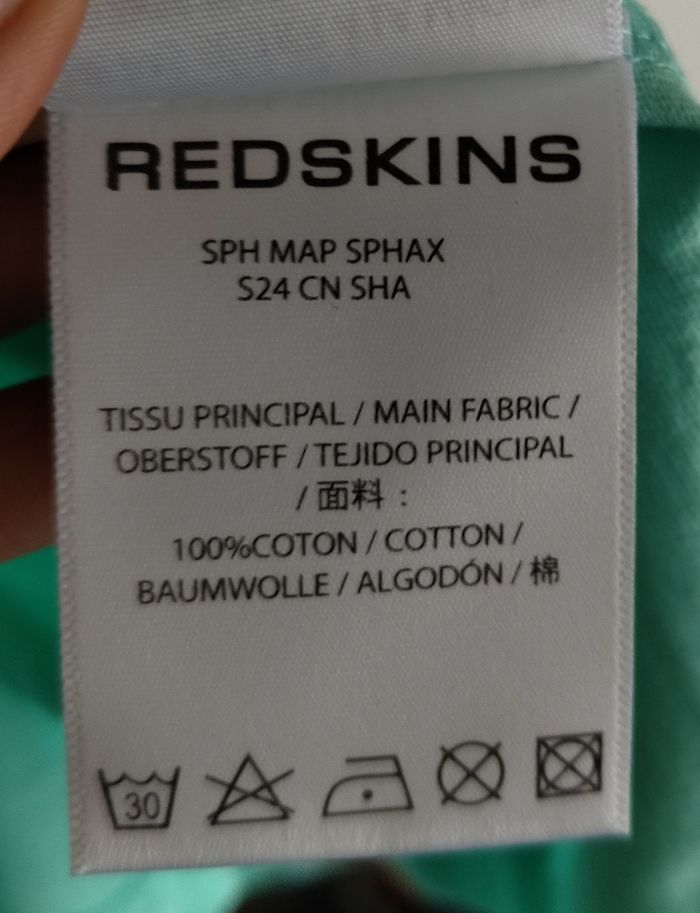 REDSKINS
SPH MAP SPHAX
S24 CN SHA
TISSU PRINCIPAL / MAIN FABRIC /
OBERSTOFF / TEJIDO PRINCIPAL
/ 面料 :
100%COTON / COTTON /
BAUMWOLLE / ALGODÓN / 棉
30